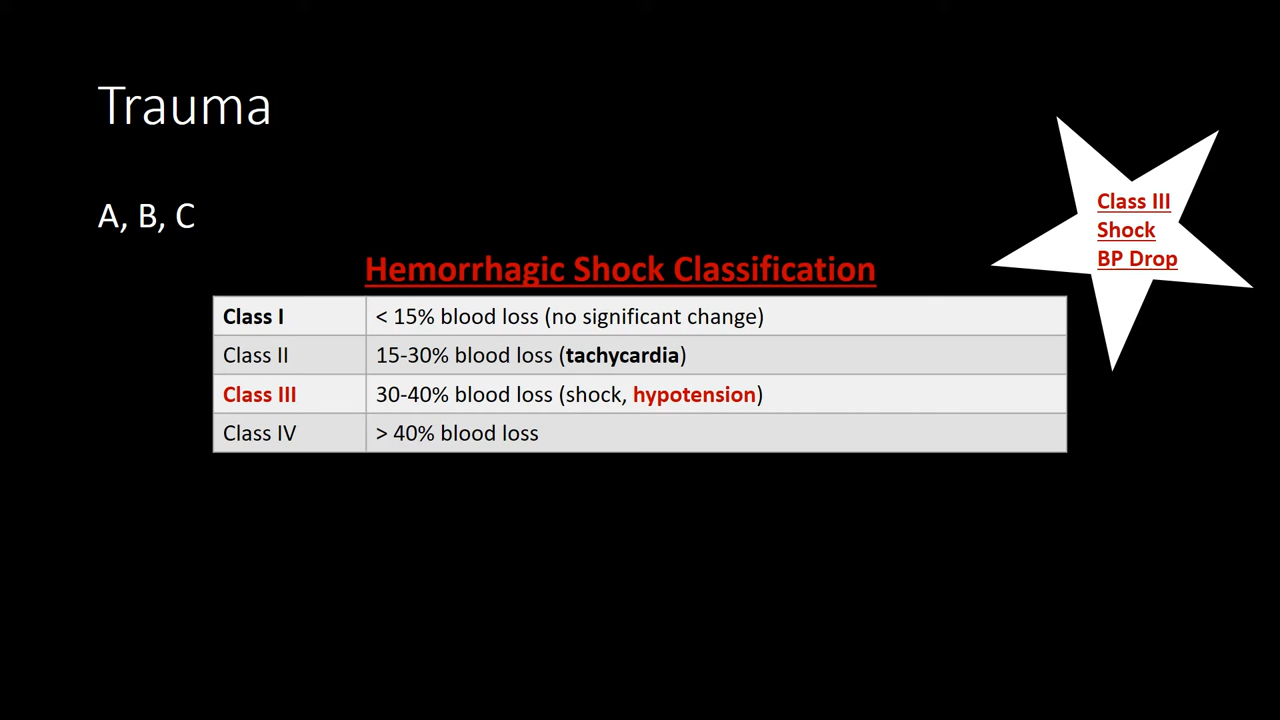 Trauma
A, B, C
Class III
Shock
BP Drop
Hemorrhagic Shock Classification
Class I < 15% blood loss (no significant change)
Class II 15-30% blood loss (tachycardia)
Class III 30-40% blood loss (shock, hypotension)
Class IV > 40% blood loss